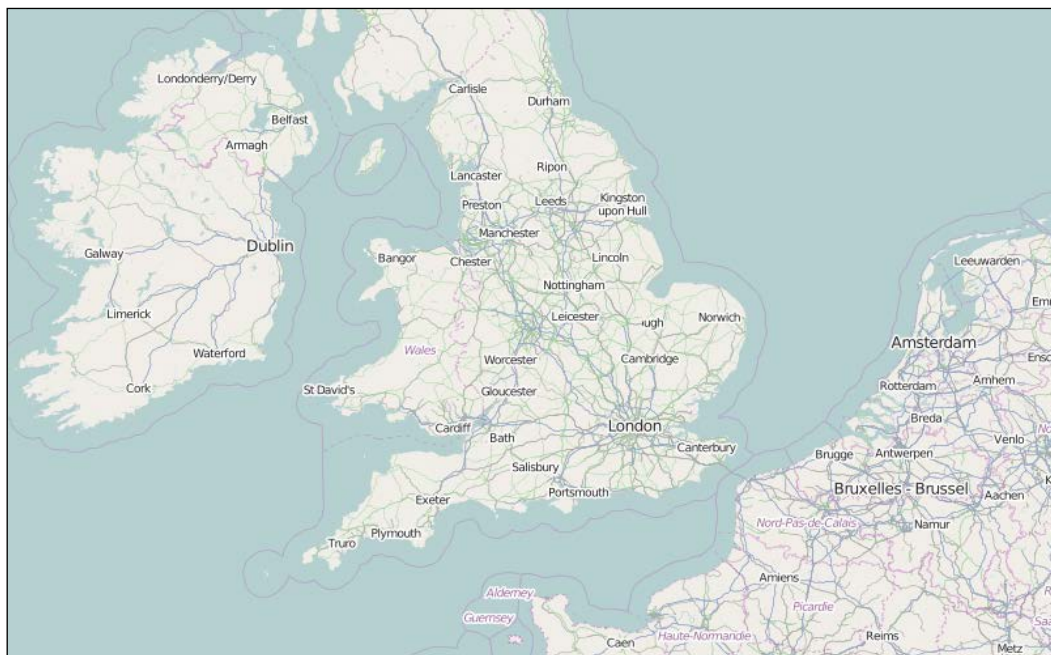 Londonderry/Derry
Carlisle
Durham
Belfast
Armagh
Ripon
Lancaster
Preston
Leeds
Kingston
upon Hull
Manchester
Dublin
Galway
Bangor
Chester
Lincoln
Leeuwarden
Nottingham
Limerick
Leicester
ugh
Norwich
Amsterdam
Waterford
Wales
Worcester
Cambridge
Cork
St David's
Gloucester
Rotterdam
Arnhem
Breda
Cardiff
Bath
London
Canterbury
Brugge
Antwerpen
Venlo
Salisbury
Portsmouth
Exeter
Bruxelles - Brussel
Aachen
Plymouth
Truro
Nord-Pas-de-Calais
Namur
Amiens
Alderney
Guernsey
Picardie
Caen
Haute-Normandie
Reims
Metz